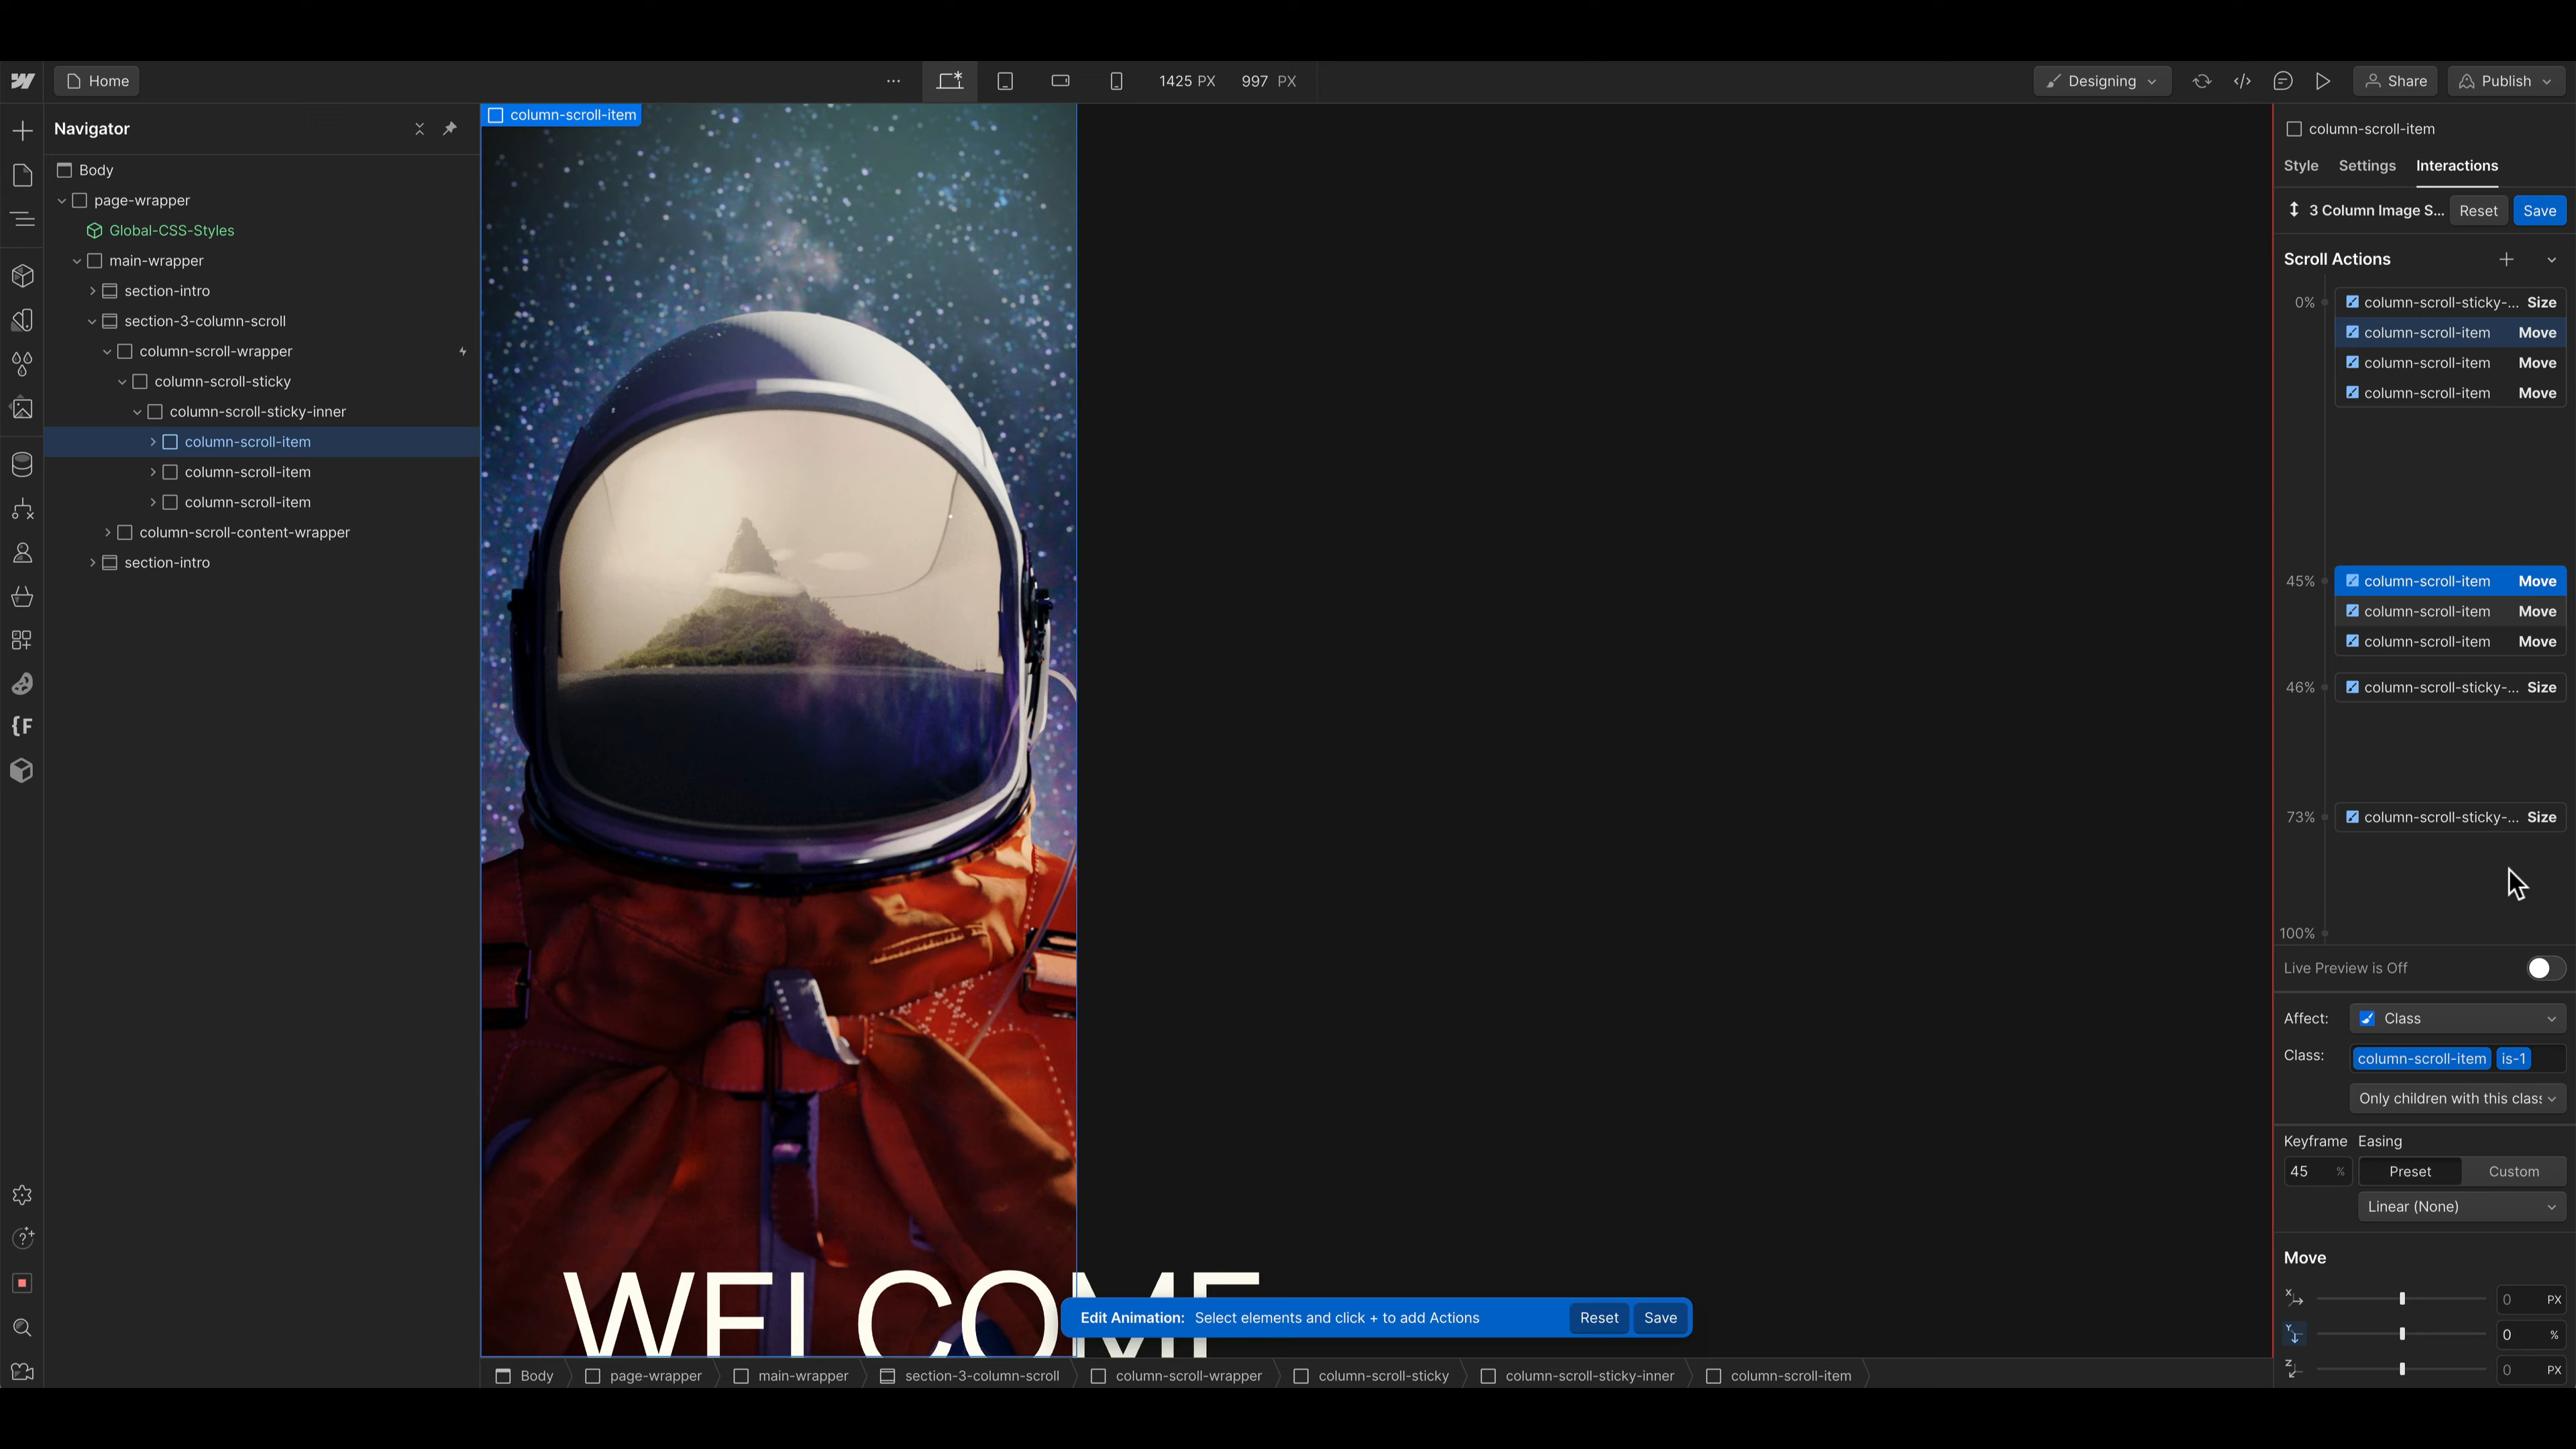 Home
...
1425 PX 997 PX
Designing
Share
Publish
Navigator
Body
page-wrapper
Global-CSS-Styles
main-wrapper
section-intro
section-3-column-scroll
column-scroll-wrapper
column-scroll-sticky
column-scroll-sticky-inner
column-scroll-item
column-scroll-item
column-scroll-item
column-scroll-content-wrapper
section-intro
column-scroll-item
WELCOME
Edit Animation: Select elements and click + to add Actions
Reset
Save
Body
page-wrapper
main-wrapper
section-3-column-scroll
column-scroll-wrapper
column-scroll-sticky
column-scroll-sticky-inner
column-scroll-item
column-scroll-item
Style Settings Interactions
3 Column Image S... Reset Save
Scroll Actions
0% column-scroll-sticky-... Size
column-scroll-item Move
column-scroll-item Move
column-scroll-item Move
45% column-scroll-item Move
column-scroll-item Move
column-scroll-item Move
46% column-scroll-sticky-... Size
73% column-scroll-sticky-... Size
100%
Live Preview is Off
Affect: Class
Class: column-scroll-item is-1
Only children with this class
Keyframe Easing
45 % Preset Custom
Linear (None)
Move
X 0 PX
Y 0 %
Z 0 PX
{F